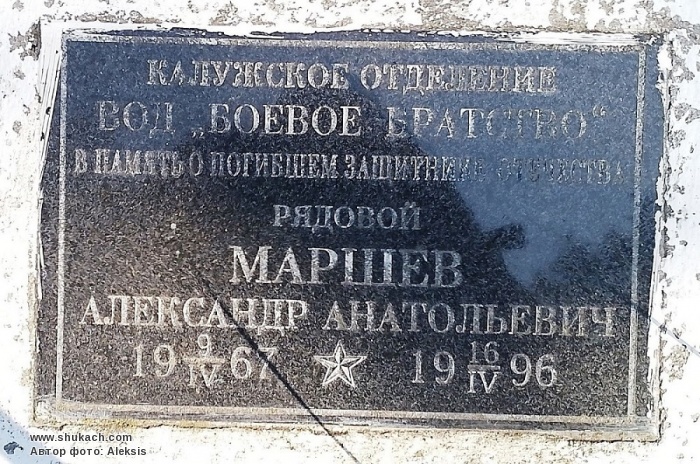 КАЛУЖСКОЕ ОТДЕЛЕНИЕ
ВОД „БОЕВОЕ БРАТСТВО“
В ПАМЯТЬ О ПОГИБШЕМ ЗАЩИТНИКЕ ОТЕЧЕСТВА
РЯДОВОЙ
МАРШЕВ
АЛЕКСАНДР АНАТОЛЬЕВИЧ
19 9/IV 67 19 16/IV 96
www.shukach.com
Автор фото: Aleksis